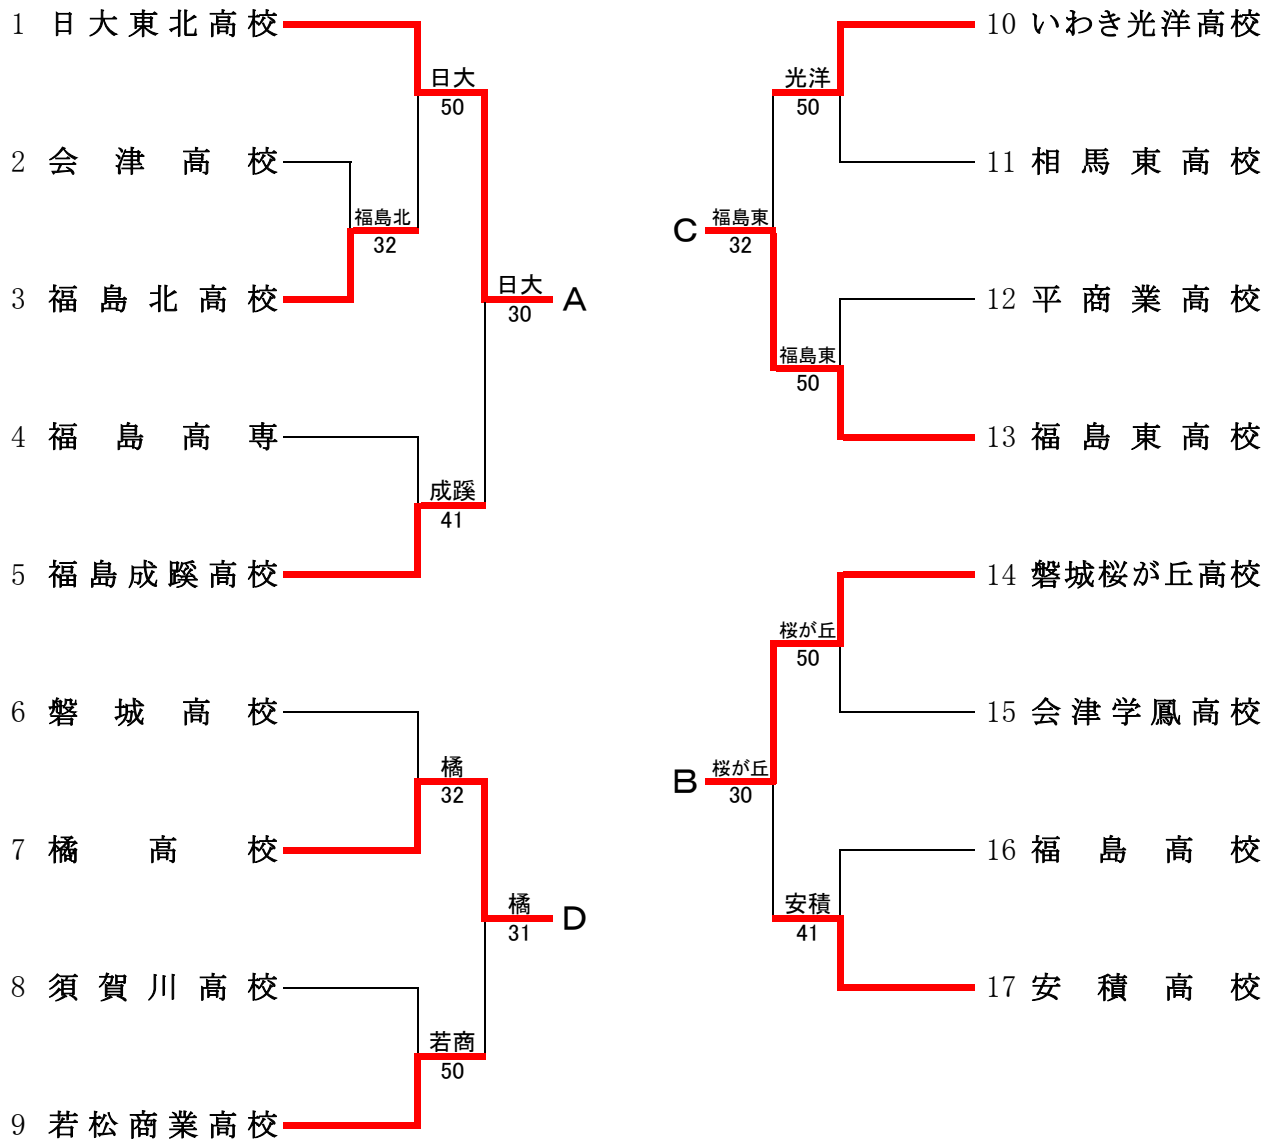 1 日大東北高校
日大
50
2 会津高校
福島北
32
3 福島北高校
日大
30
A
4 福島高専
成蹊
41
5 福島成蹊高校
6 磐城高校
橘
32
7 橘高校
橘
31
D
8 須賀川高校
若商
50
9 若松商業高校
10 いわき光洋高校
光洋
50
11 相馬東高校
C
福島東
32
12 平商業高校
福島東
50
13 福島東高校
14 磐城桜が丘高校
桜が丘
50
15 会津学鳳高校
B
桜が丘
30
16 福島高校
安積
41
17 安積高校